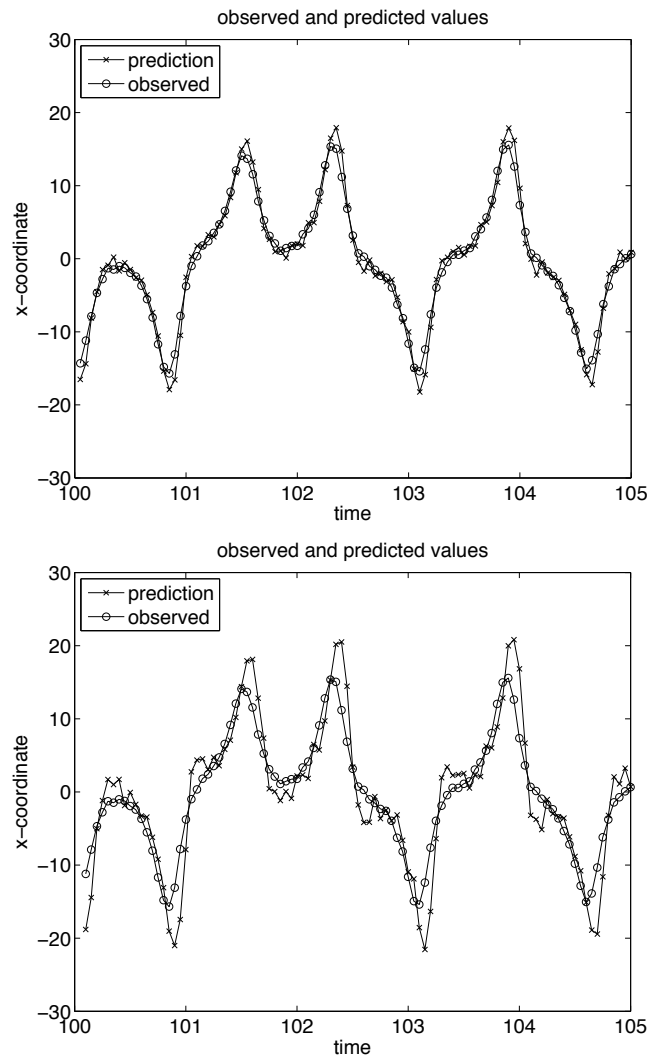 observed and predicted values
30
prediction
observed
20
10
0
−10
−20
−30
x−coordinate
100 101 102 103 104 105
time
observed and predicted values
30
prediction
observed
20
10
0
−10
−20
−30
x−coordinate
100 101 102 103 104 105
time